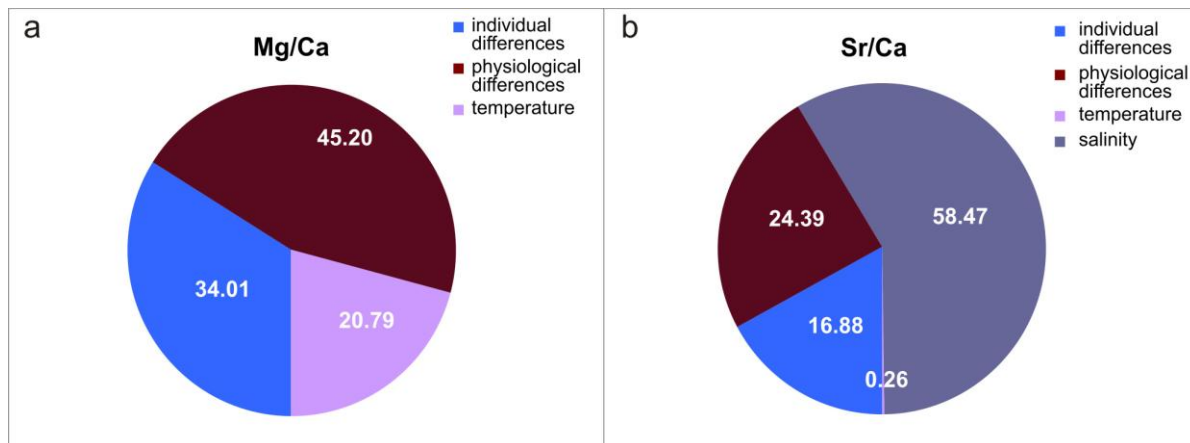 a
Mg/Ca
individual
differences
physiological
differences
temperature
45.20
34.01
20.79
b
Sr/Ca
individual
differences
physiological
differences
temperature
salinity
24.39
58.47
16.88
0.26